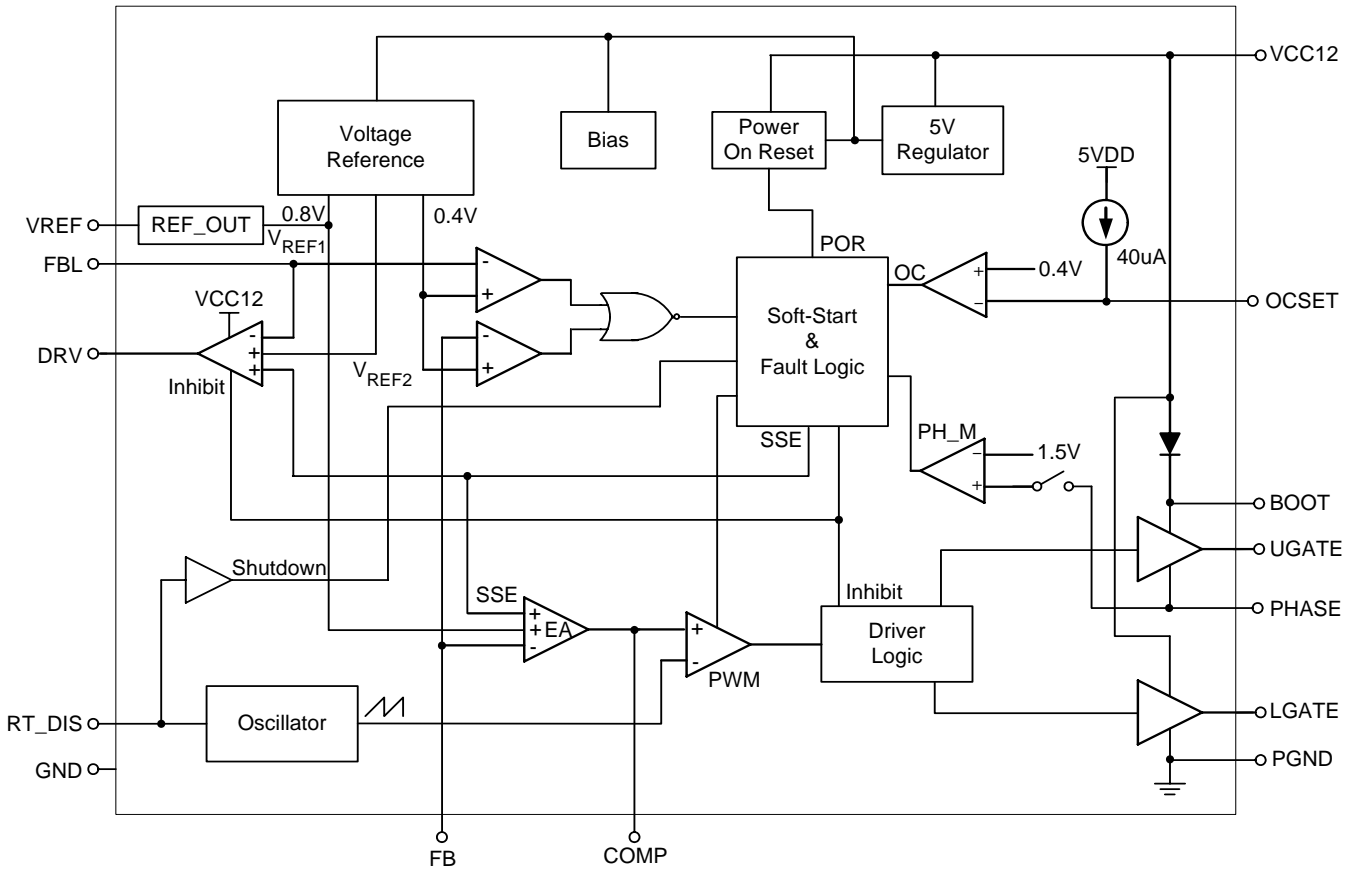 VCC12
Voltage
Reference
Bias
Power
On Reset
5V
Regulator
5VDD
40uA
VREF
REF_OUT
0.8V
VREF1
0.4V
FBL
POR
OC
+
0.4V
−
OCSET
VCC12
-
+
+
DRV
Inhibit
VREF2
-
+
-
+
Soft-Start
&
Fault Logic
SSE
PH_M
−
1.5V
+
BOOT
UGATE
PHASE
Shutdown
SSE
+
+
-
EA
+
-
PWM
Inhibit
Driver
Logic
LGATE
PGND
RT_DIS
Oscillator
GND
FB
COMP